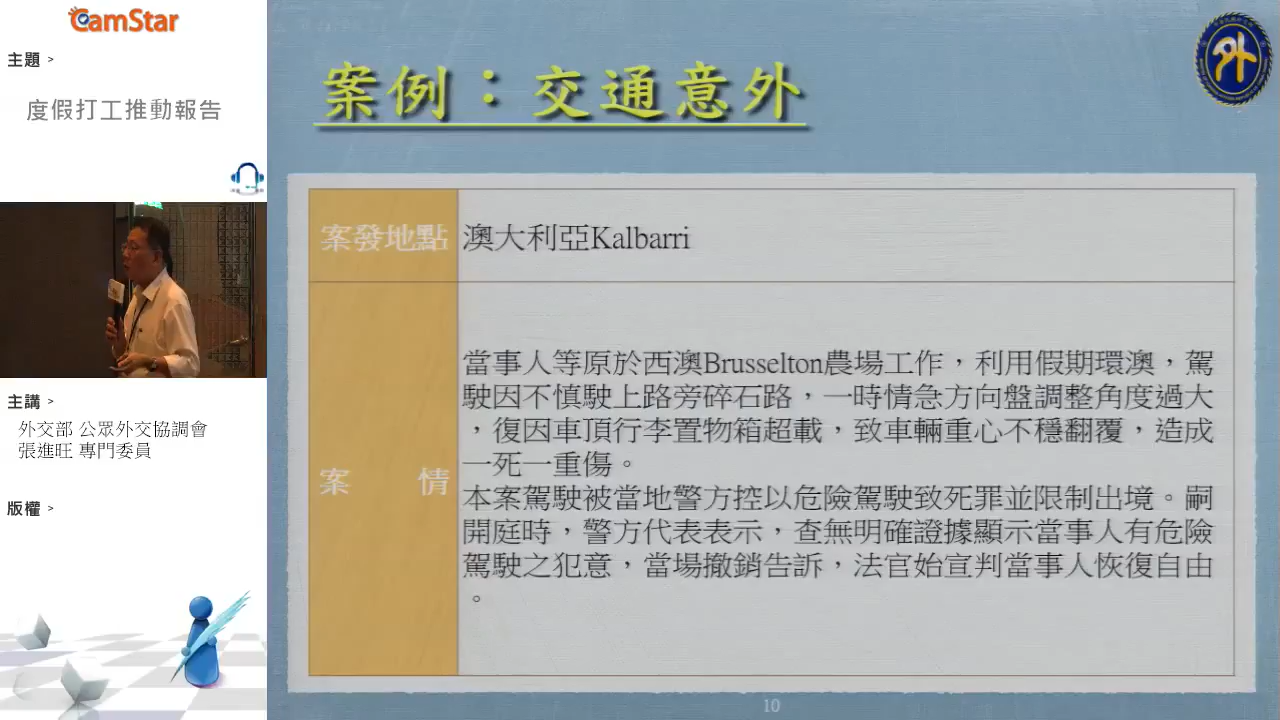 CamStar
主題 >
度假打工推動報告
主講 >
外交部 公眾外交協調會
張進旺 專門委員
版權 >
案例：交通意外
外
案發地點
澳大利亞Kalbarri
案 情
當事人等原於西澳Brusselton農場工作，利用假期環澳，駕
駛因不慎駛上路旁碎石路，一時情急方向盤調整角度過大
，復因車頂行李置物箱超載，致車輛重心不穩翻覆，造成
一死一重傷。
本案駕駛被當地警方控以危險駕駛致死罪並限制出境。嗣
開庭時，警方代表表示，查無明確證據顯示當事人有危險
駕駛之犯意，當場撤銷告訴，法官始宣判當事人恢復自由
。
10